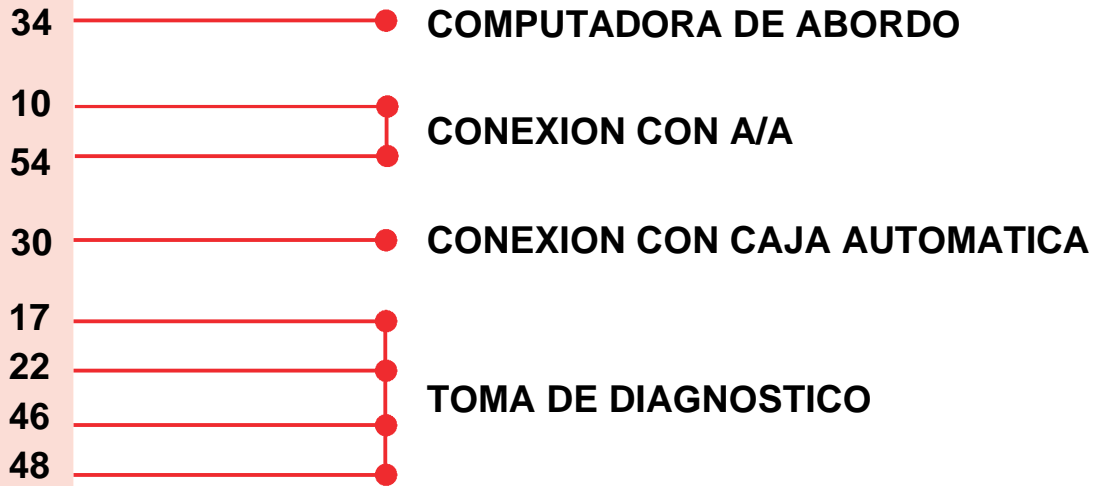 34 COMPUTADORA DE ABORDO
10
CONEXION CON A/A
54
30 CONEXION CON CAJA AUTOMATICA
17
22
TOMA DE DIAGNOSTICO
46
48